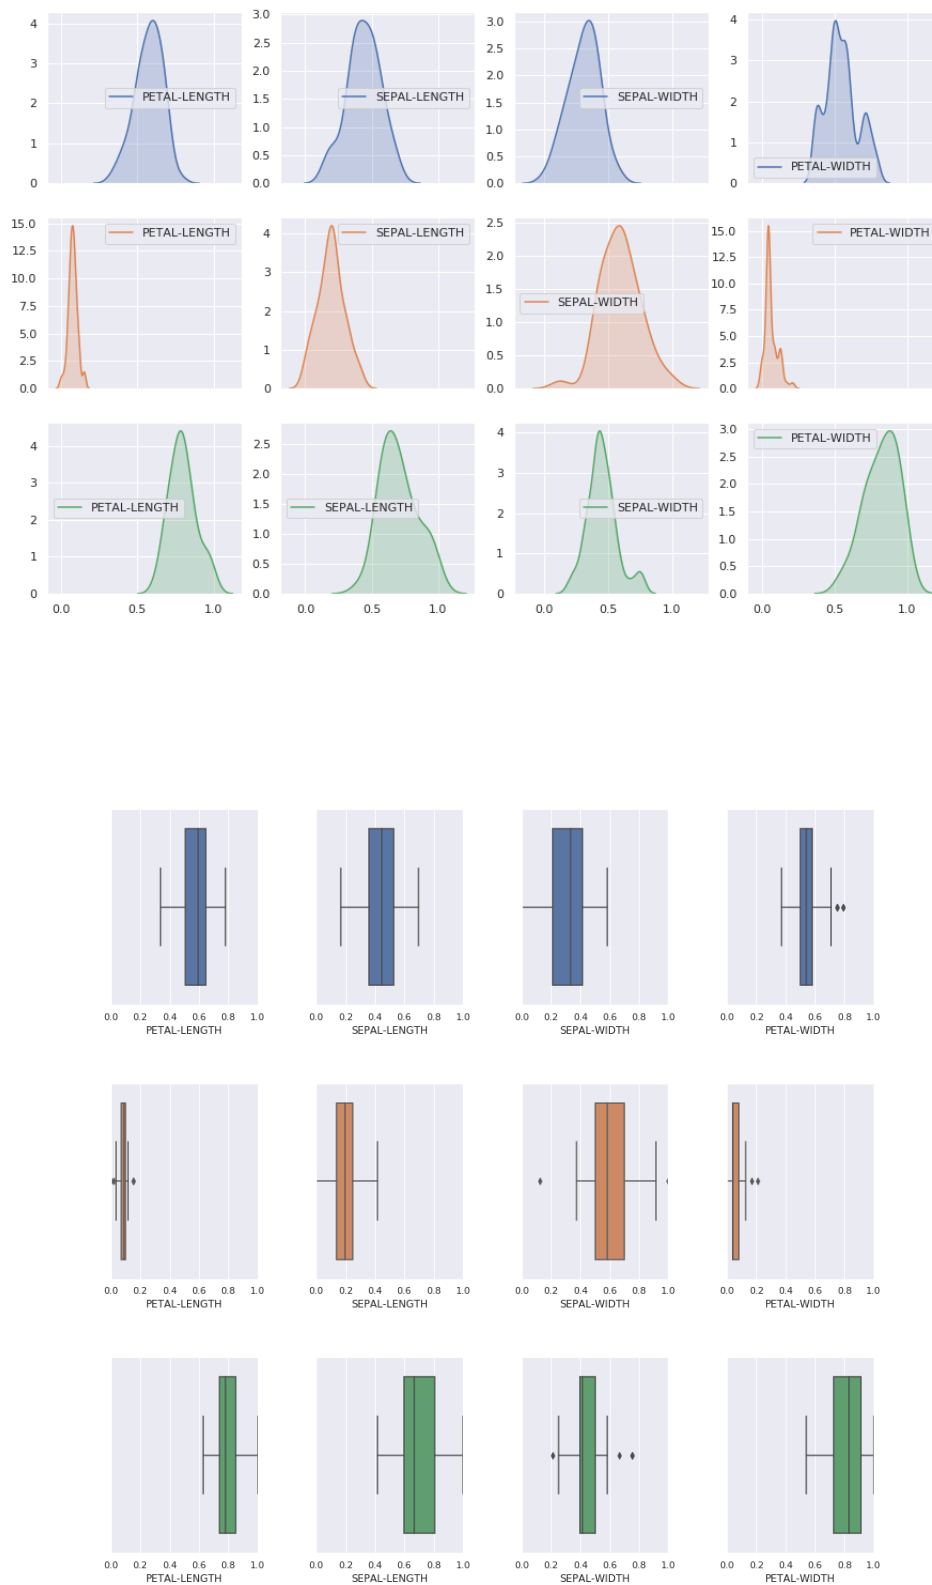 4 3 2 1 0
PETAL-LENGTH
3.0 2.5 2.0 1.5 1.0 0.5 0.0
SEPAL-LENGTH
3.0 2.5 2.0 1.5 1.0 0.5 0.0
SEPAL-WIDTH
4 3 2 1 0
PETAL-WIDTH
15.0 12.5 10.0 7.5 5.0 2.5 0.0
PETAL-LENGTH
4 3 2 1 0
SEPAL-LENGTH
2.5 2.0 1.5 1.0 0.5 0.0
SEPAL-WIDTH
15.0 12.5 10.0 7.5 5.0 2.5 0.0
PETAL-WIDTH
4 3 2 1 0
PETAL-LENGTH
0.0 0.5 1.0
2.5 2.0 1.5 1.0 0.5 0.0
SEPAL-LENGTH
0.0 0.5 1.0
4 3 2 1 0
SEPAL-WIDTH
0.0 0.5 1.0
3.0 2.5 2.0 1.5 1.0 0.5 0.0
PETAL-WIDTH
0.0 0.5 1.0
0.0 0.2 0.4 0.6 0.8 1.0
PETAL-LENGTH
0.0 0.2 0.4 0.6 0.8 1.0
SEPAL-LENGTH
0.0 0.2 0.4 0.6 0.8 1.0
SEPAL-WIDTH
0.0 0.2 0.4 0.6 0.8 1.0
PETAL-WIDTH
0.0 0.2 0.4 0.6 0.8 1.0
PETAL-LENGTH
0.0 0.2 0.4 0.6 0.8 1.0
SEPAL-LENGTH
0.0 0.2 0.4 0.6 0.8 1.0
SEPAL-WIDTH
0.0 0.2 0.4 0.6 0.8 1.0
PETAL-WIDTH
0.0 0.2 0.4 0.6 0.8 1.0
PETAL-LENGTH
0.0 0.2 0.4 0.6 0.8 1.0
SEPAL-LENGTH
0.0 0.2 0.4 0.6 0.8 1.0
SEPAL-WIDTH
0.0 0.2 0.4 0.6 0.8 1.0
PETAL-WIDTH